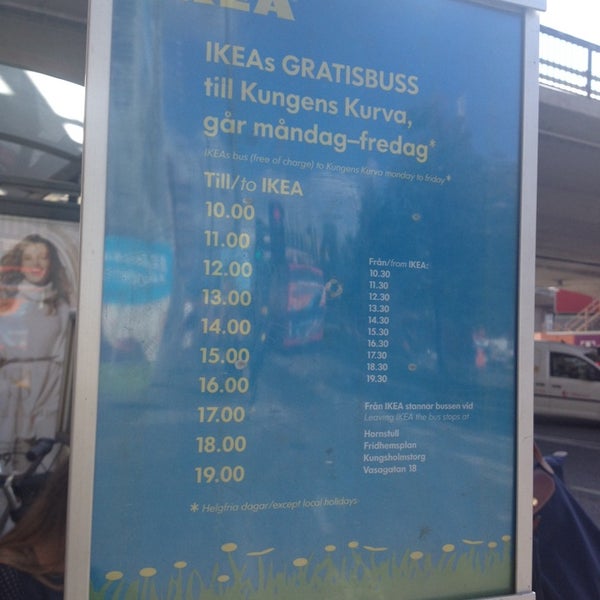 IKEA
IKEAs GRATISBUSS
till Kungens Kurva,
går måndag–fredag*
IKEAs bus (free of charge) to Kungens Kurva monday to friday*
Till/to IKEA
10.00
11.00
12.00
13.00
14.00
15.00
16.00
17.00
18.00
19.00
Från/from IKEA:
10.30
11.30
12.30
13.30
14.30
15.30
16.30
17.30
18.30
19.30
Från IKEA stannar bussen vid
Leaving IKEA the bus stops at
Hornstull
Fridhemsplan
Kungsholmstorg
Vasagatan 18
* Helgfria dagar/except local holidays